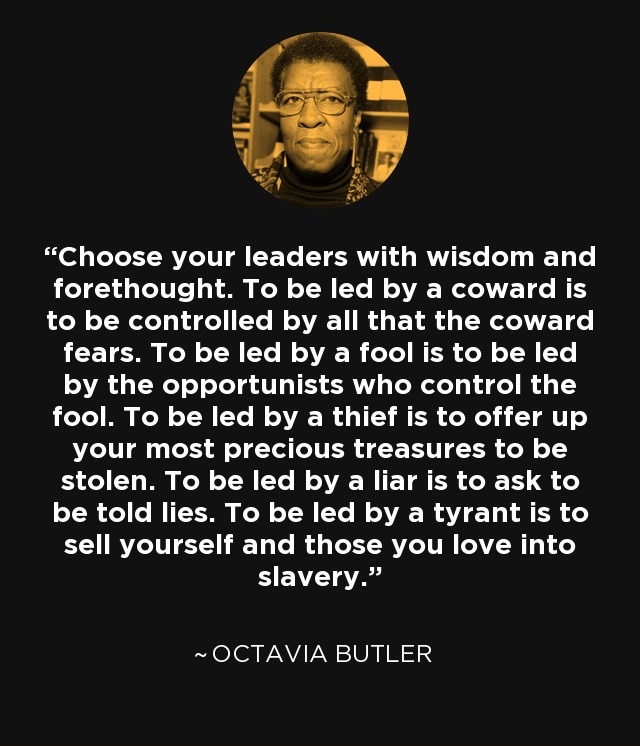 “Choose your leaders with wisdom and
forethought. To be led by a coward is
to be controlled by all that the coward
fears. To be led by a fool is to be led
by the opportunists who control the
fool. To be led by a thief is to offer up
your most precious treasures to be
stolen. To be led by a liar is to ask to
be told lies. To be led by a tyrant is to
sell yourself and those you love into
slavery.”
~ OCTAVIA BUTLER